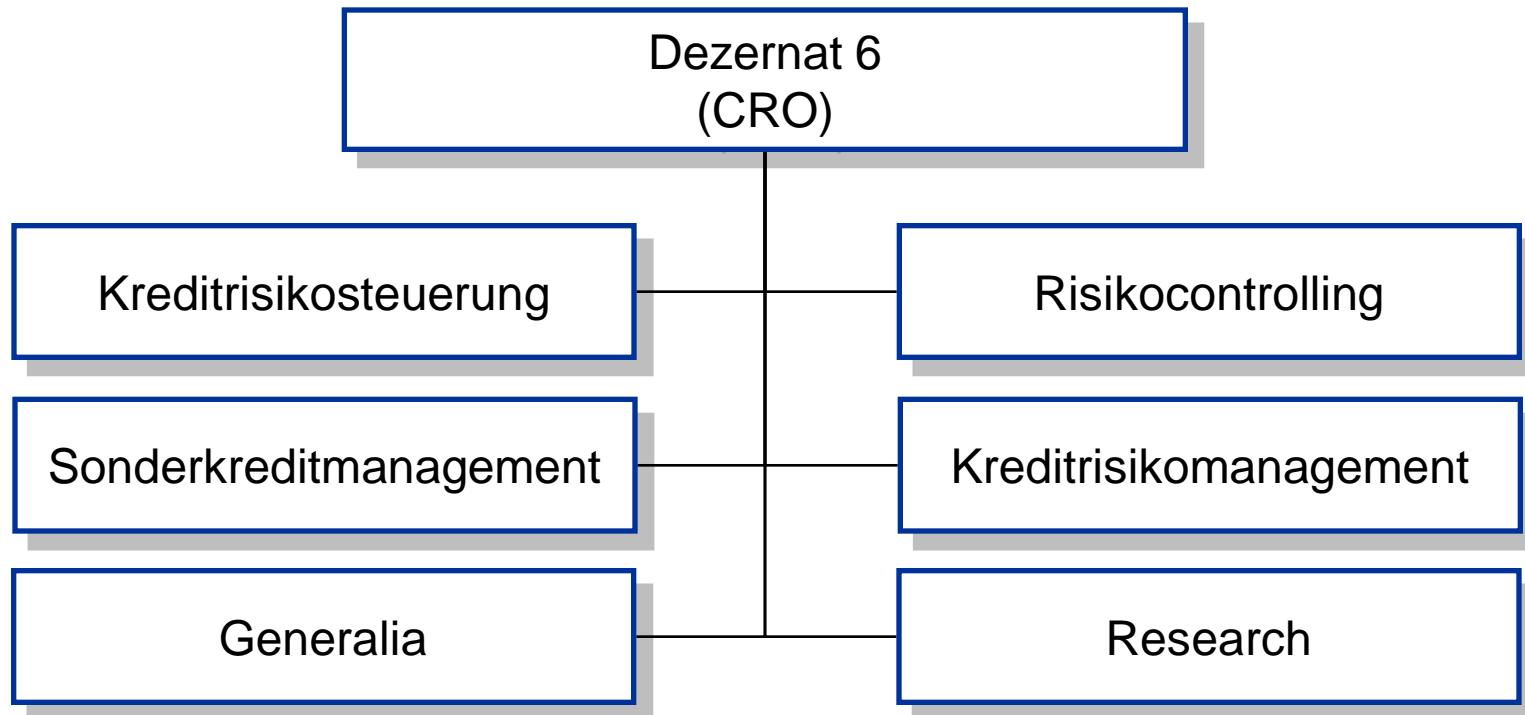 Dezernat 6
(CRO)
Kreditrisikosteuerung
Risikocontrolling
Sonderkreditmanagement
Kreditrisikomanagement
Generalia
Research